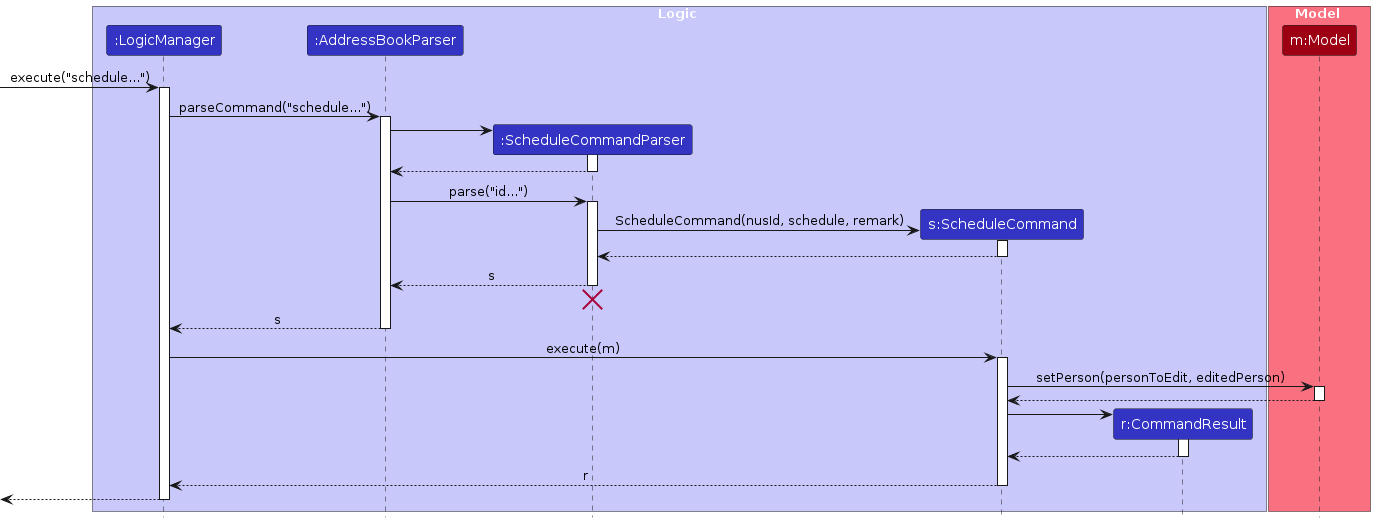 Logic
Model
:LogicManager
:AddressBookParser
m:Model
execute("schedule...")
parseCommand("schedule...")
:ScheduleCommandParser
parse("id...")
ScheduleCommand(nusId, schedule, remark)
s:ScheduleCommand
s
s
execute(m)
setPerson(personToEdit, editedPerson)
r:CommandResult
r